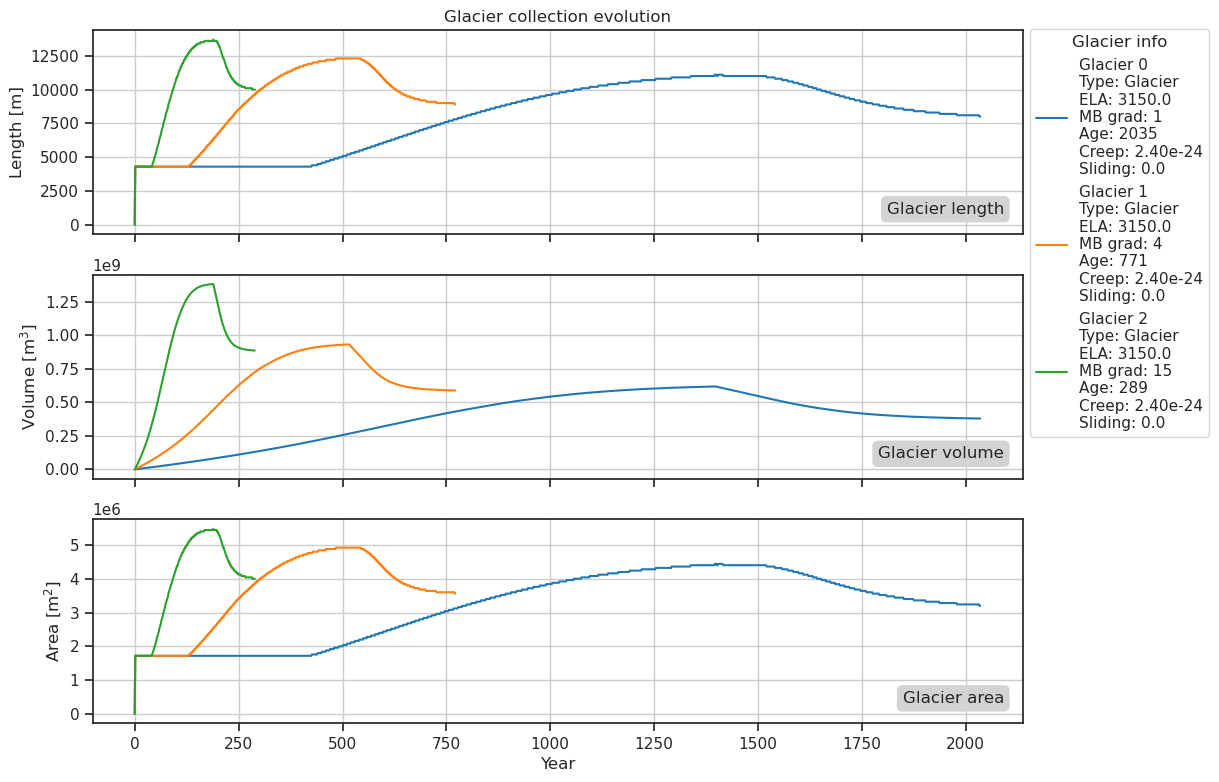 Glacier collection evolution
Length [m]
12500
10000
7500
5000
2500
0
Glacier length
1e9
Volume [m³]
1.25
1.00
0.75
0.50
0.25
0.00
Glacier volume
1e6
Area [m²]
5
4
3
2
1
0
Glacier area
0 250 500 750 1000 1250 1500 1750 2000
Year
Glacier info
Glacier 0
Type: Glacier
ELA: 3150.0
MB grad: 1
Age: 2035
Creep: 2.40e-24
Sliding: 0.0
Glacier 1
Type: Glacier
ELA: 3150.0
MB grad: 4
Age: 771
Creep: 2.40e-24
Sliding: 0.0
Glacier 2
Type: Glacier
ELA: 3150.0
MB grad: 15
Age: 289
Creep: 2.40e-24
Sliding: 0.0